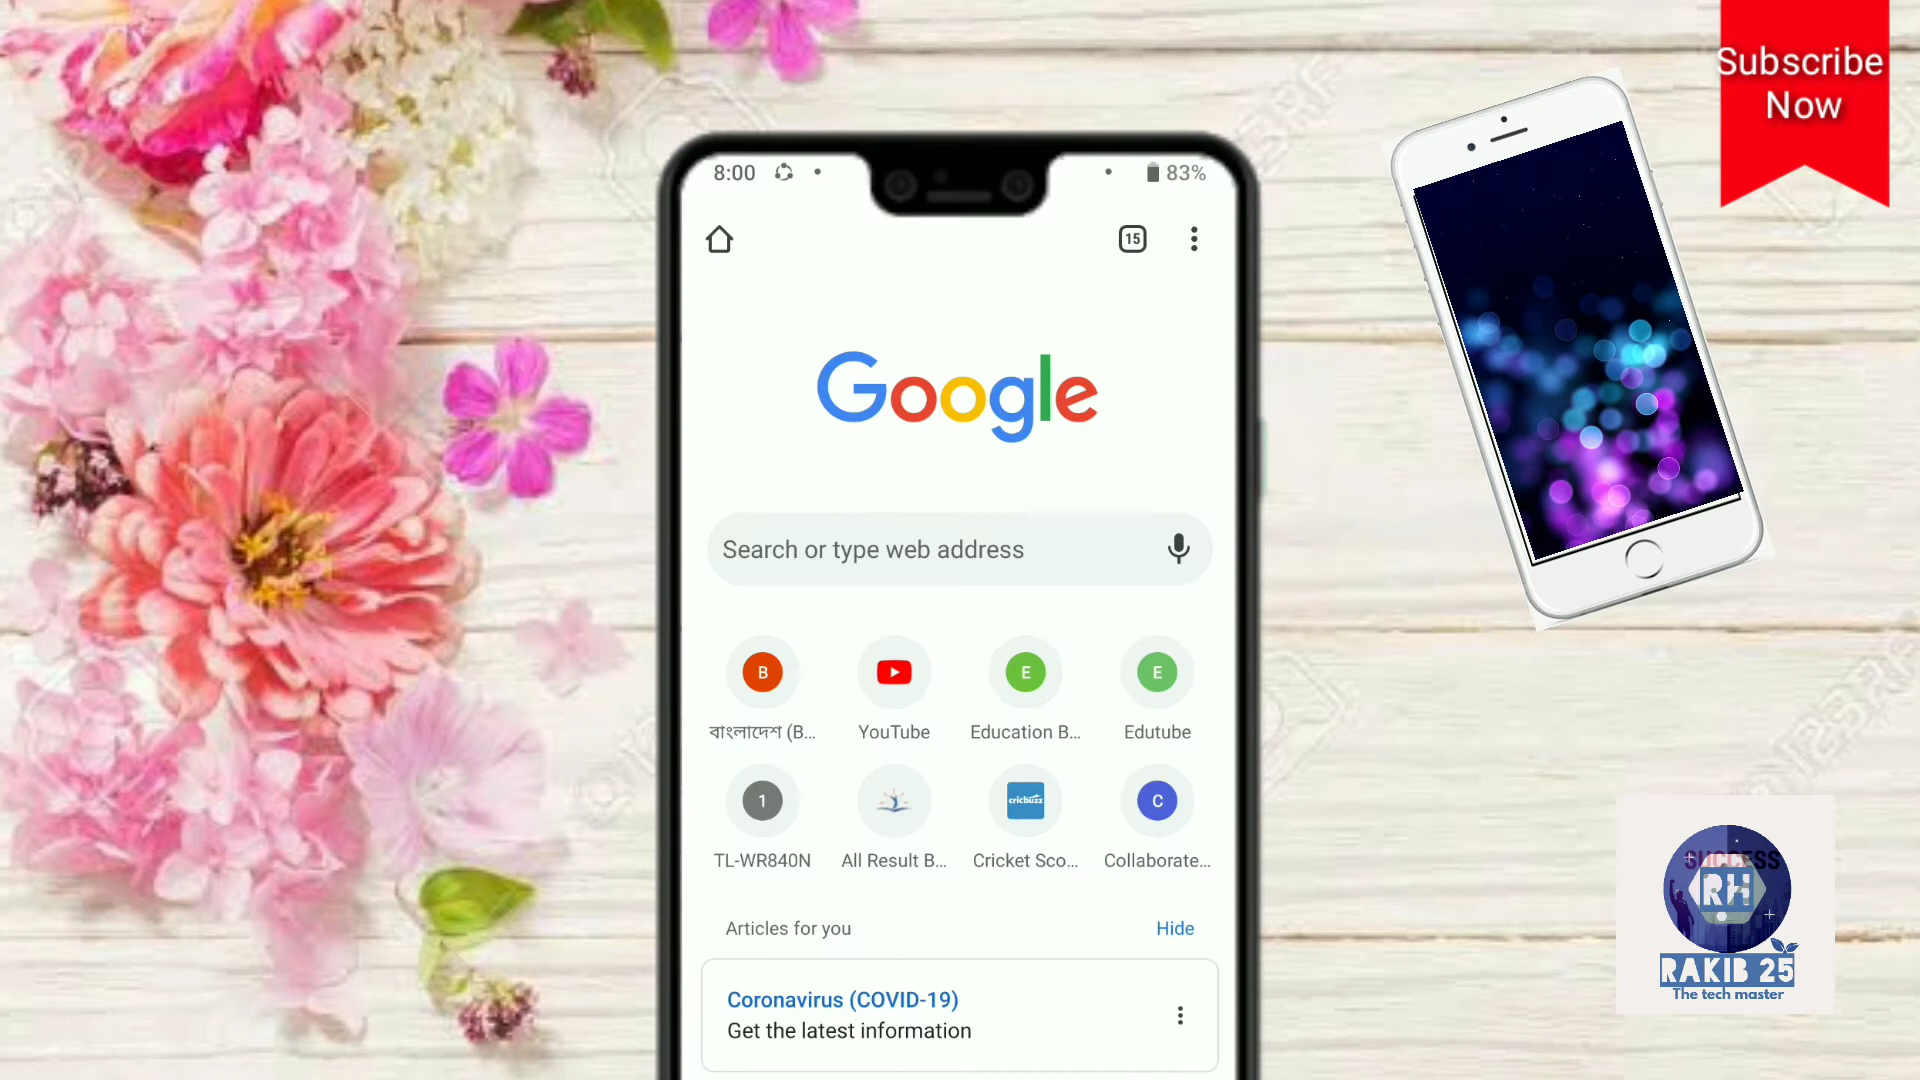 Subscribe
Now
8:00
83%
15
Google
Search or type web address
B
YouTube
E
E
বাংলাদেশ (B...
Education B...
Edutube
1
cricbuzz
C
TL-WR840N
All Result B...
Cricket Sco...
Collaborate...
Articles for you
Hide
Coronavirus (COVID-19)
Get the latest information
SUCCESS
RH
RAKIB 25
The tech master